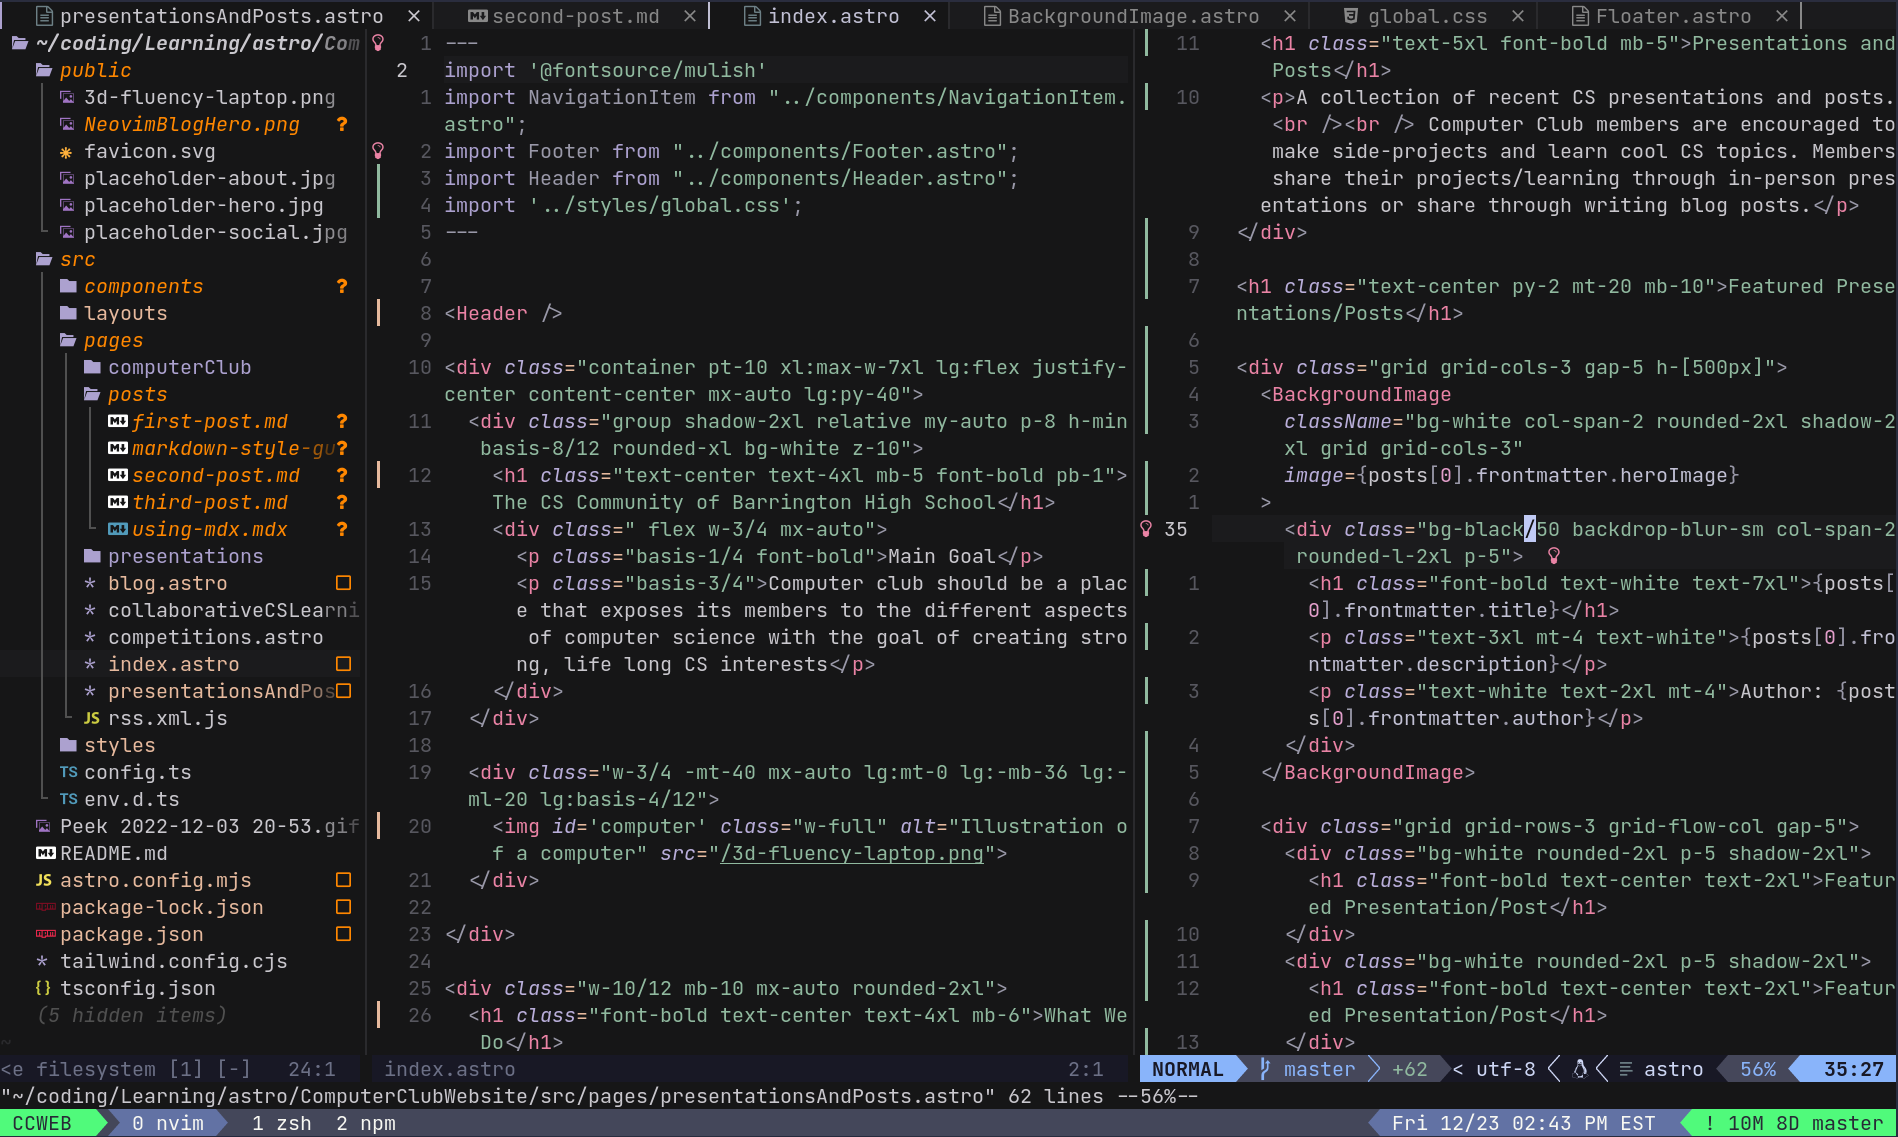 presentationsAndPosts.astro × second-post.md × index.astro × BackgroundImage.astro × global.css × Floater.astro ×
~/coding/Learning/astro/Com
public
3d-fluency-laptop.png
NeovimBlogHero.png ?
favicon.svg
placeholder-about.jpg
placeholder-hero.jpg
placeholder-social.jpg
src
components ?
layouts
pages
computerClub
posts
first-post.md ?
markdown-style-gu?
second-post.md ?
third-post.md ?
using-mdx.mdx ?
presentations
* blog.astro
* collaborativeCSLearni
* competitions.astro
* index.astro
* presentationsAndPos
JS rss.xml.js
styles
TS config.ts
TS env.d.ts
Peek 2022-12-03 20-53.gif
README.md
JS astro.config.mjs
package-lock.json
package.json
* tailwind.config.cjs
{} tsconfig.json
(5 hidden items)
~
<e filesystem [1] [-] 24:1
1 ---
2 import '@fontsource/mulish'
1 import NavigationItem from "../components/NavigationItem.
astro";
2 import Footer from "../components/Footer.astro";
3 import Header from "../components/Header.astro";
4 import '../styles/global.css';
5 ---
6
7
8 <Header />
9
10 <div class="container pt-10 xl:max-w-7xl lg:flex justify-
center content-center mx-auto lg:py-40">
11 <div class="group shadow-2xl relative my-auto p-8 h-min
basis-8/12 rounded-xl bg-white z-10">
12 <h1 class="text-center text-4xl mb-5 font-bold pb-1">
The CS Community of Barrington High School</h1>
13 <div class=" flex w-3/4 mx-auto">
14 <p class="basis-1/4 font-bold">Main Goal</p>
15 <p class="basis-3/4">Computer club should be a plac
e that exposes its members to the different aspects
of computer science with the goal of creating stro
ng, life long CS interests</p>
16 </div>
17 </div>
18
19 <div class="w-3/4 -mt-40 mx-auto lg:mt-0 lg:-mb-36 lg:-
ml-20 lg:basis-4/12">
20 <img id='computer' class="w-full" alt="Illustration o
f a computer" src="/3d-fluency-laptop.png">
21 </div>
22
23 </div>
24
25 <div class="w-10/12 mb-10 mx-auto rounded-2xl">
26 <h1 class="font-bold text-center text-4xl mb-6">What We
Do</h1>
index.astro 2:1
11 <h1 class="text-5xl font-bold mb-5">Presentations and
Posts</h1>
10 <p>A collection of recent CS presentations and posts.
<br /><br /> Computer Club members are encouraged to
make side-projects and learn cool CS topics. Members
share their projects/learning through in-person pres
entations or share through writing blog posts.</p>
9 </div>
8
7 <h1 class="text-center py-2 mt-20 mb-10">Featured Prese
ntations/Posts</h1>
6
5 <div class="grid grid-cols-3 gap-5 h-[500px]">
4 <BackgroundImage
3 className="bg-white col-span-2 rounded-2xl shadow-2
xl grid grid-cols-3"
2 image={posts[0].frontmatter.heroImage}
1 >
35 <div class="bg-black/50 backdrop-blur-sm col-span-2
rounded-l-2xl p-5">
1 <h1 class="font-bold text-white text-7xl">{posts[
0].frontmatter.title}</h1>
2 <p class="text-3xl mt-4 text-white">{posts[0].fro
ntmatter.description}</p>
3 <p class="text-white text-2xl mt-4">Author: {post
s[0].frontmatter.author}</p>
4 </div>
5 </BackgroundImage>
6
7 <div class="grid grid-rows-3 grid-flow-col gap-5">
8 <div class="bg-white rounded-2xl p-5 shadow-2xl">
9 <h1 class="font-bold text-center text-2xl">Featur
ed Presentation/Post</h1>
10 </div>
11 <div class="bg-white rounded-2xl p-5 shadow-2xl">
12 <h1 class="font-bold text-center text-2xl">Featur
ed Presentation/Post</h1>
13 </div>
NORMAL master +62 < utf-8 astro 56% 35:27
"~/coding/Learning/astro/ComputerClubWebsite/src/pages/presentationsAndPosts.astro" 62 lines --56%--
CCWEB 0 nvim 1 zsh 2 npm Fri 12/23 02:43 PM EST ! 10M 8D master